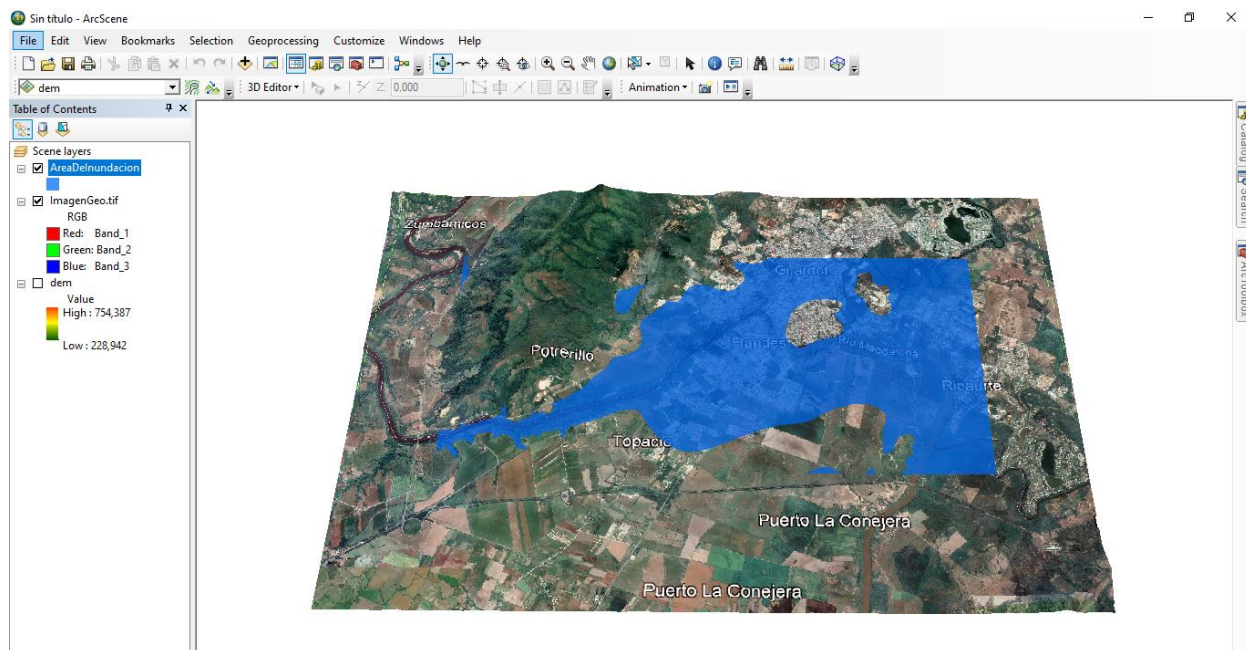 Sin título - ArcScene
File Edit View Bookmarks Selection Geoprocessing Customize Windows Help
dem
3D Editor
Z:
0,000
Animation
Table of Contents
Catalog
Search
ArcToolbox
Scene layers
AreaDeInundacion
ImagenGeo.tif
RGB
Red: Band_1
Green: Band_2
Blue: Band_3
dem
Value
High : 754,387
Low : 228,942
Girardot
Flandes
Río Magdalena
Potrerillo
Ricaurte
Topacio
Puerto La Conejera
Puerto La Conejera